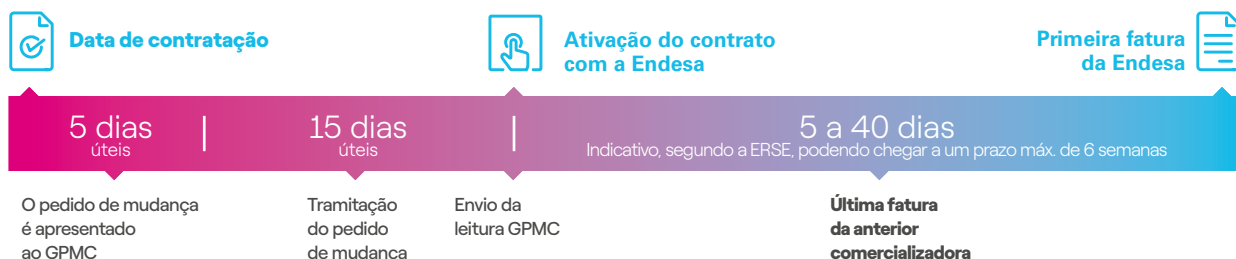 Data de contratação
Ativação do contrato
com a Endesa
Primeira fatura
da Endesa
5 dias
úteis
15 dias
úteis
5 a 40 dias
Indicativo, segundo a ERSE, podendo chegar a um prazo máx. de 6 semanas
O pedido de mudança
é apresentado
ao GPMC
Tramitação
do pedido
de mudança
Envio da
leitura GPMC
Última fatura
da anterior
comercializadora